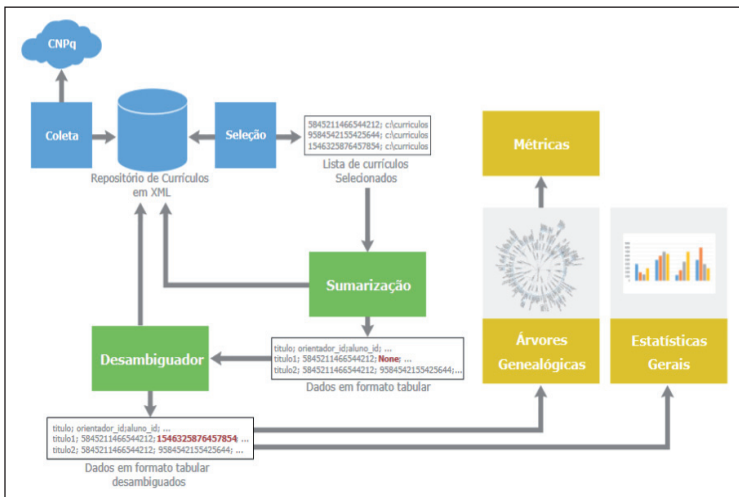 CNPq
Coleta
Repositório de Currículos
em XML
Seleção
5845211466544212; c\curriculos
9584542155425644; c\curriculos
1546325876457854; c\curriculos
Lista de currículos
Selecionados
Métricas
Sumarização
Árvores
Genealógicas
Estatísticas
Gerais
Desambiguador
titulo; orientador_id;aluno_id; ...
titulo1; 5845211466544212;None; ...
titulo2; 5845211466544212; 9584542155425644;...
Dados em formato tabular
titulo; orientador_id;aluno_id; ...
titulo1; 5845211466544212;1546325876457854; ...
titulo2; 5845211466544212; 9584542155425644; ...
Dados em formato tabular
desambiguados